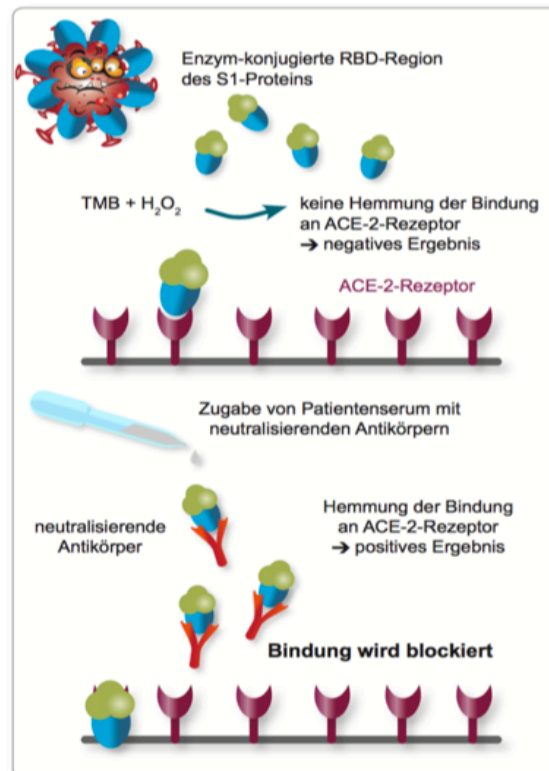 Enzym-konjugierte RBD-Region
des S1-Proteins
TMB + H₂O₂
keine Hemmung der Bindung
an ACE-2-Rezeptor
➔ negatives Ergebnis
ACE-2-Rezeptor
Zugabe von Patientenserum mit
neutralisierenden Antikörpern
neutralisierende
Antikörper
Hemmung der Bindung
an ACE-2-Rezeptor
➔ positives Ergebnis
Bindung wird blockiert